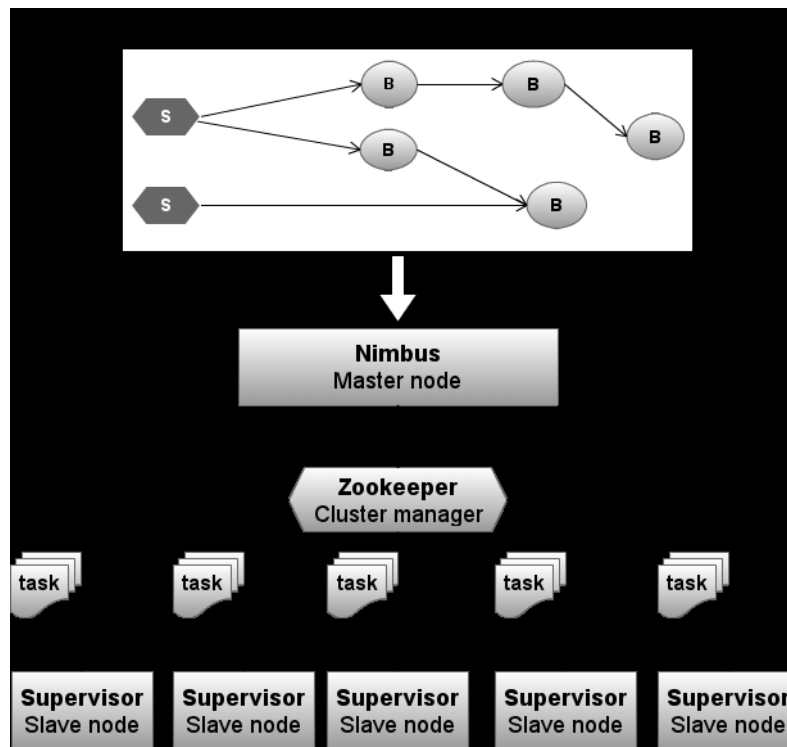 S
B
B
B
B
S
B
Nimbus
Master node
Zookeeper
Cluster manager
task
task
task
task
task
Supervisor
Slave node
Supervisor
Slave node
Supervisor
Slave node
Supervisor
Slave node
Supervisor
Slave node